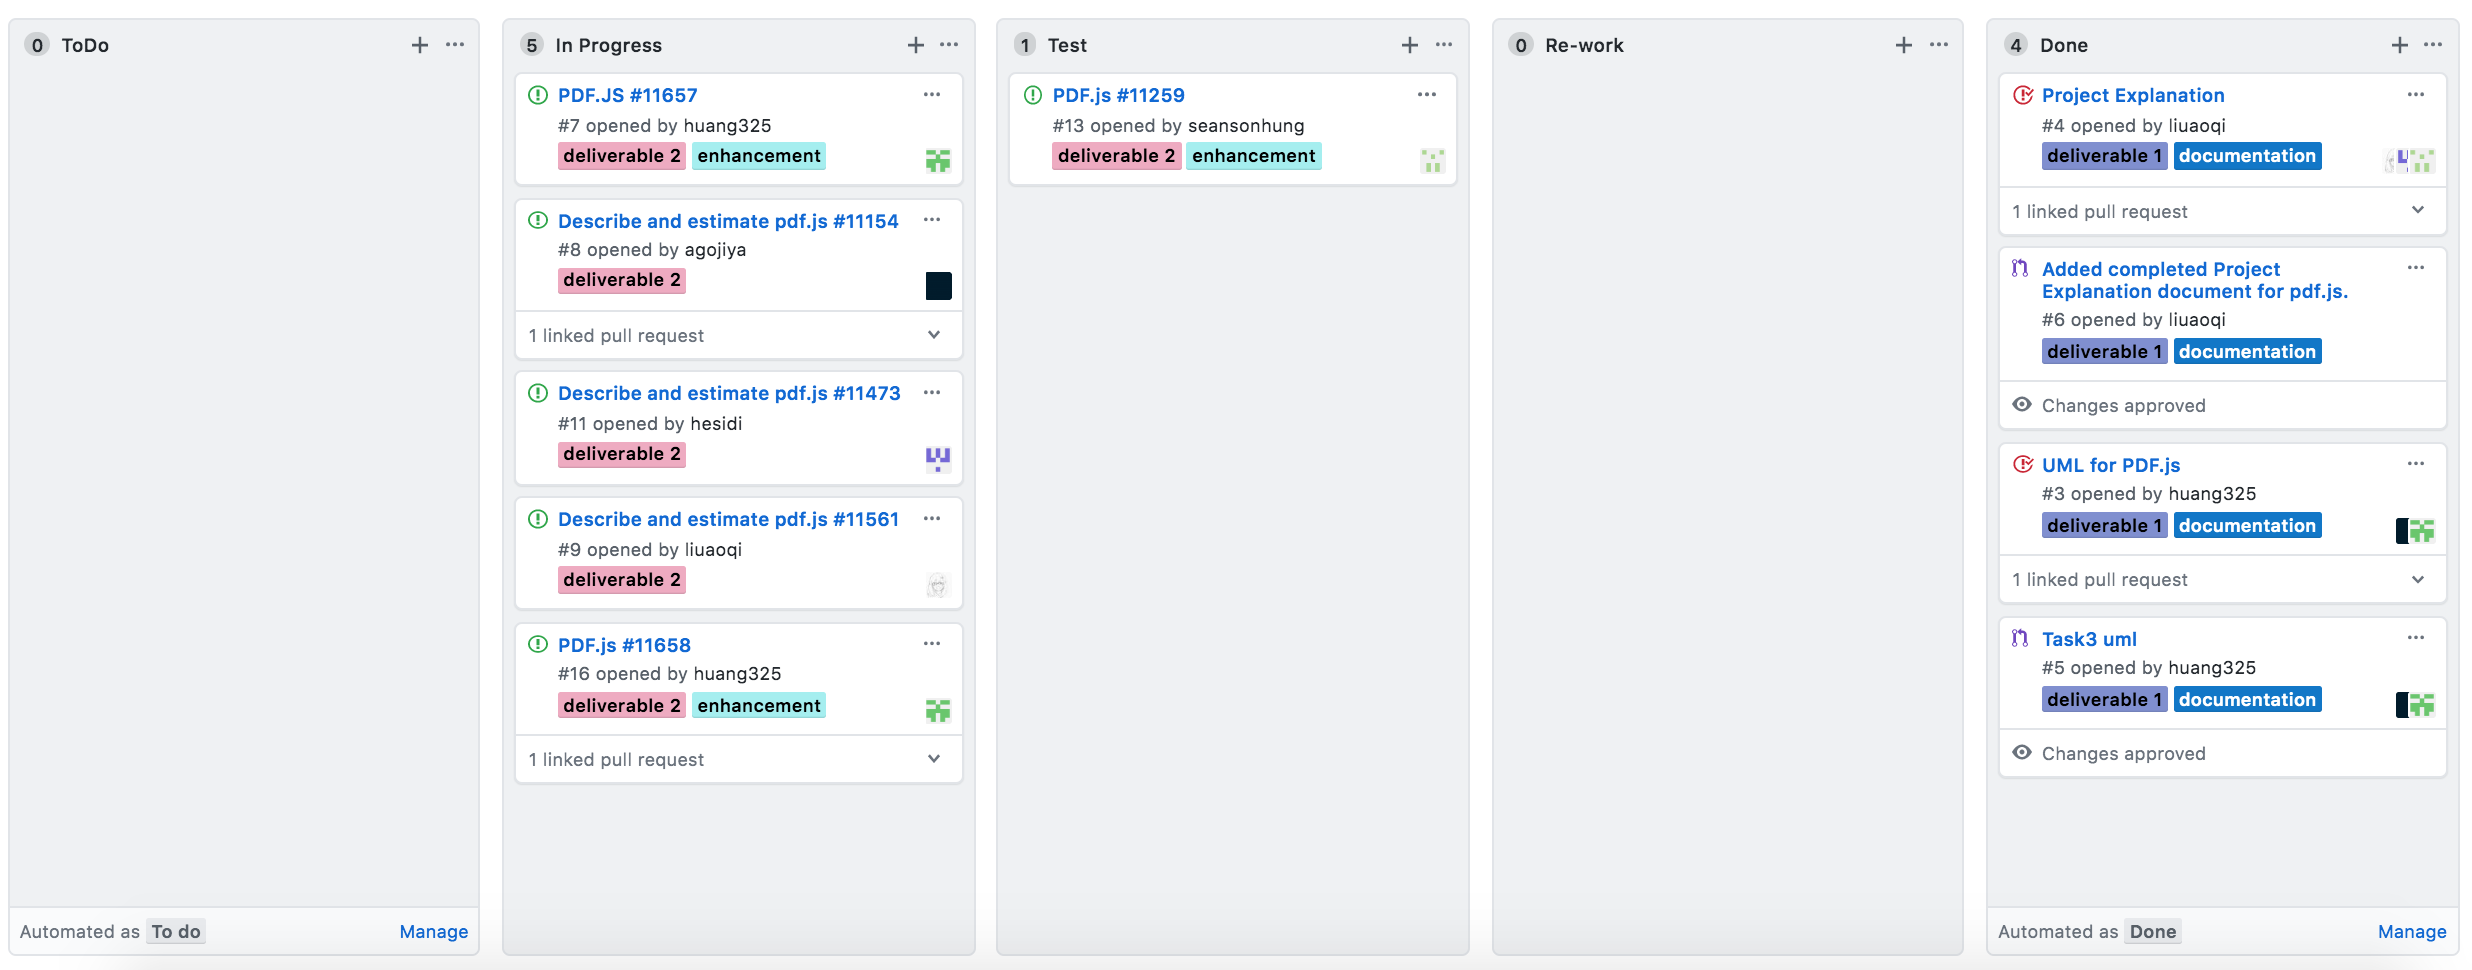 0 ToDo
5 In Progress
PDF.JS #11657
#7 opened by huang325
deliverable 2 enhancement
Describe and estimate pdf.js #11154
#8 opened by agojiya
deliverable 2
1 linked pull request
Describe and estimate pdf.js #11473
#11 opened by hesidi
deliverable 2
Describe and estimate pdf.js #11561
#9 opened by liuaoqi
deliverable 2
PDF.js #11658
#16 opened by huang325
deliverable 2 enhancement
1 linked pull request
1 Test
PDF.js #11259
#13 opened by seansonhung
deliverable 2 enhancement
0 Re-work
4 Done
Project Explanation
#4 opened by liuaoqi
deliverable 1 documentation
1 linked pull request
Added completed Project
Explanation document for pdf.js.
#6 opened by liuaoqi
deliverable 1 documentation
Changes approved
UML for PDF.js
#3 opened by huang325
deliverable 1 documentation
1 linked pull request
Task3 uml
#5 opened by huang325
deliverable 1 documentation
Changes approved
Automated as To do Manage
Automated as Done Manage